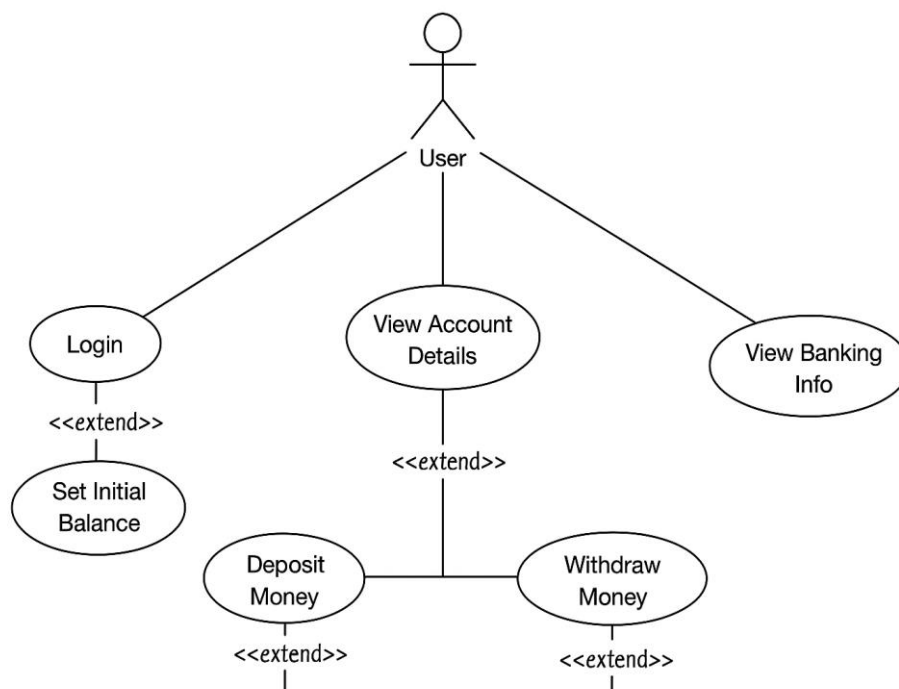 User
Login
View Account
Details
View Banking
Info
<<extend>>
<<extend>>
Set Initial
Balance
Deposit
Money
Withdraw
Money
<<extend>>
<<extend>>